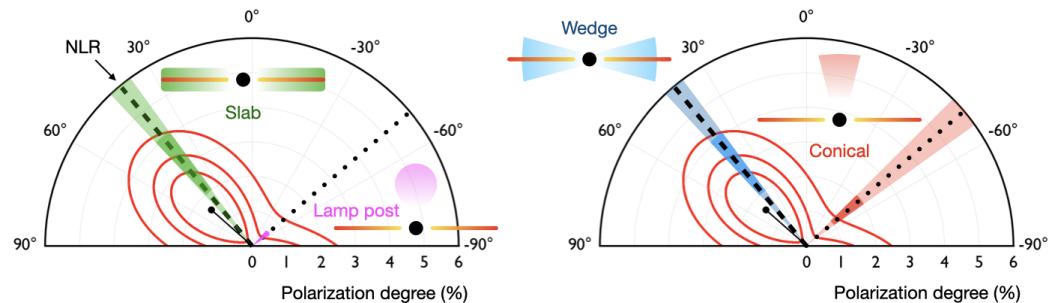 0°
30°
-30°
NLR
Slab
60°
-60°
Lamp post
90°
-90°
0 1 2 3 4 5 6
Polarization degree (%)
0°
Wedge
30°
-30°
60°
-60°
Conical
90°
-90°
0 1 2 3 4 5 6
Polarization degree (%)